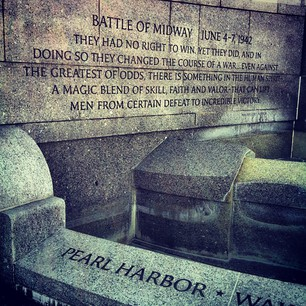 BATTLE OF MIDWAY JUNE 4-7, 1942
THEY HAD NO RIGHT TO WIN. YET THEY DID, AND IN
DOING SO THEY CHANGED THE COURSE OF A WAR... EVEN AGAINST
THE GREATEST OF ODDS, THERE IS SOMETHING IN THE HUMAN SPIRIT -
A MAGIC BLEND OF SKILL, FAITH AND VALOR - THAT CAN LIFT
MEN FROM CERTAIN DEFEAT TO INCREDIBLE VICTORY.
PEARL HARBOR ★ WA